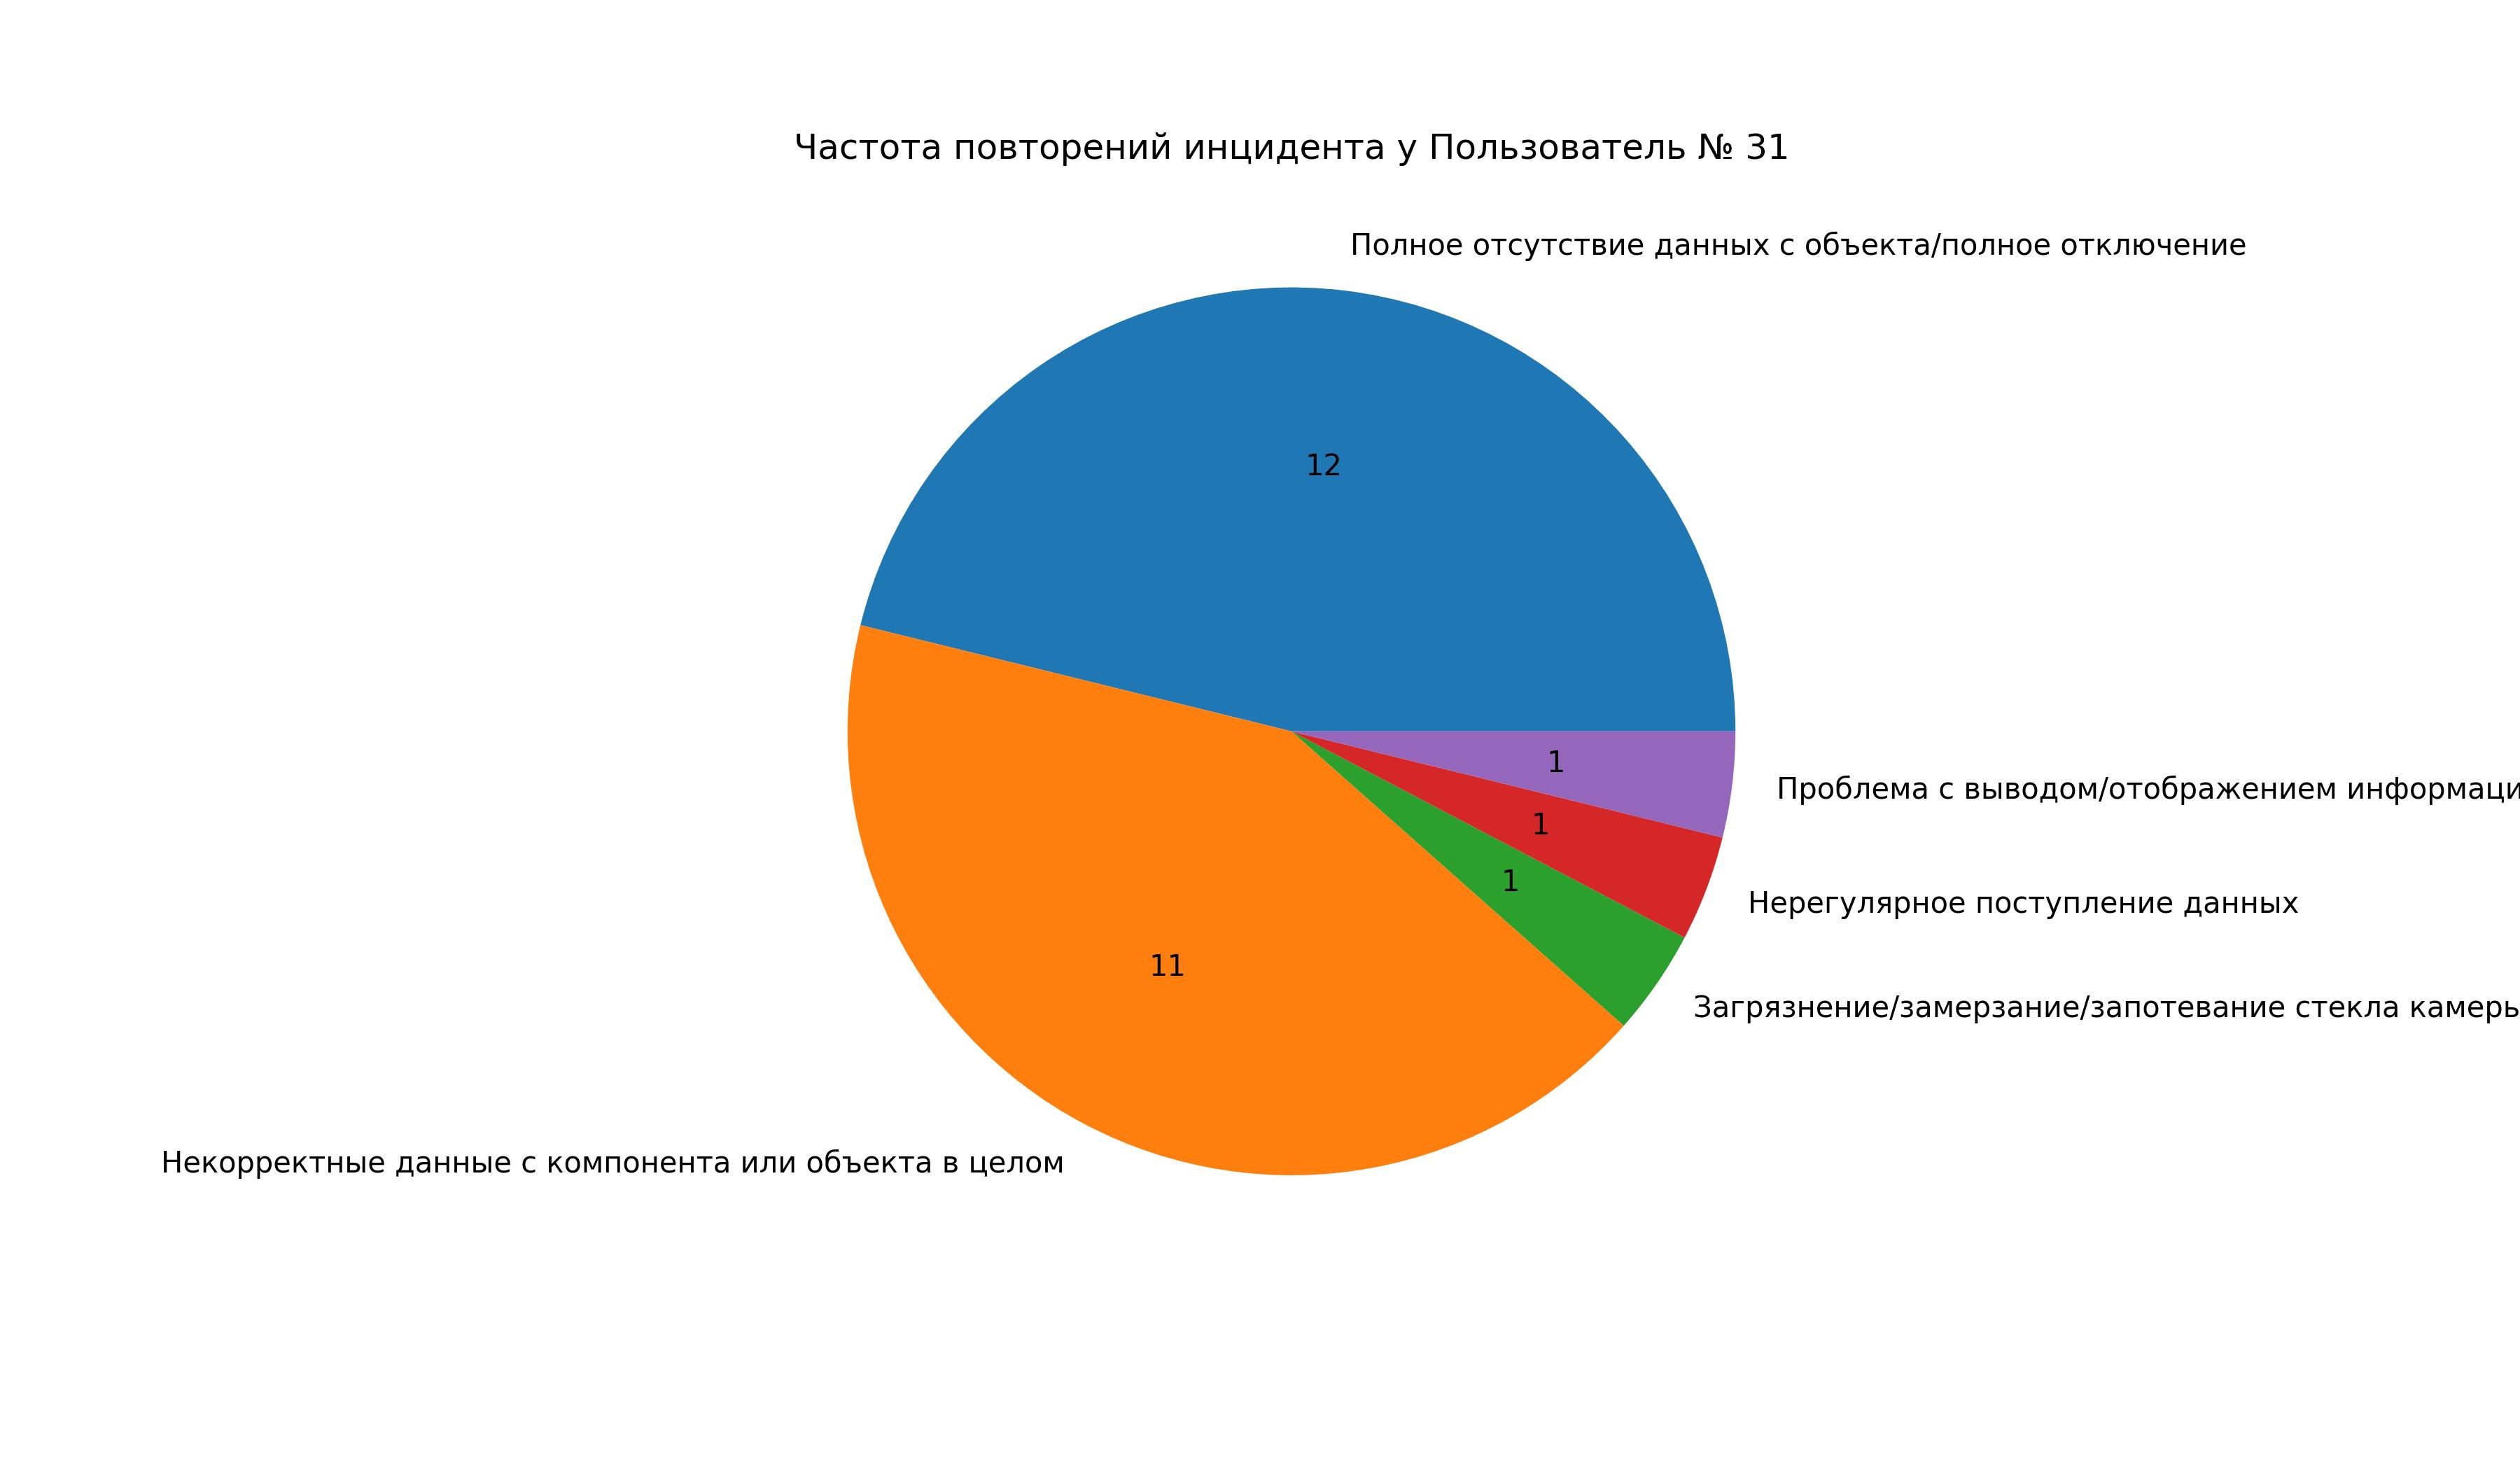 Частота повторений инцидента у Пользователь № 31
Полное отсутствие данных с объекта/полное отключение
12
1
Проблема с выводом/отображением информаци
1
1
Нерегулярное поступление данных
11
Загрязнение/замерзание/запотевание стекла камеры
Некорректные данные с компонента или объекта в целом